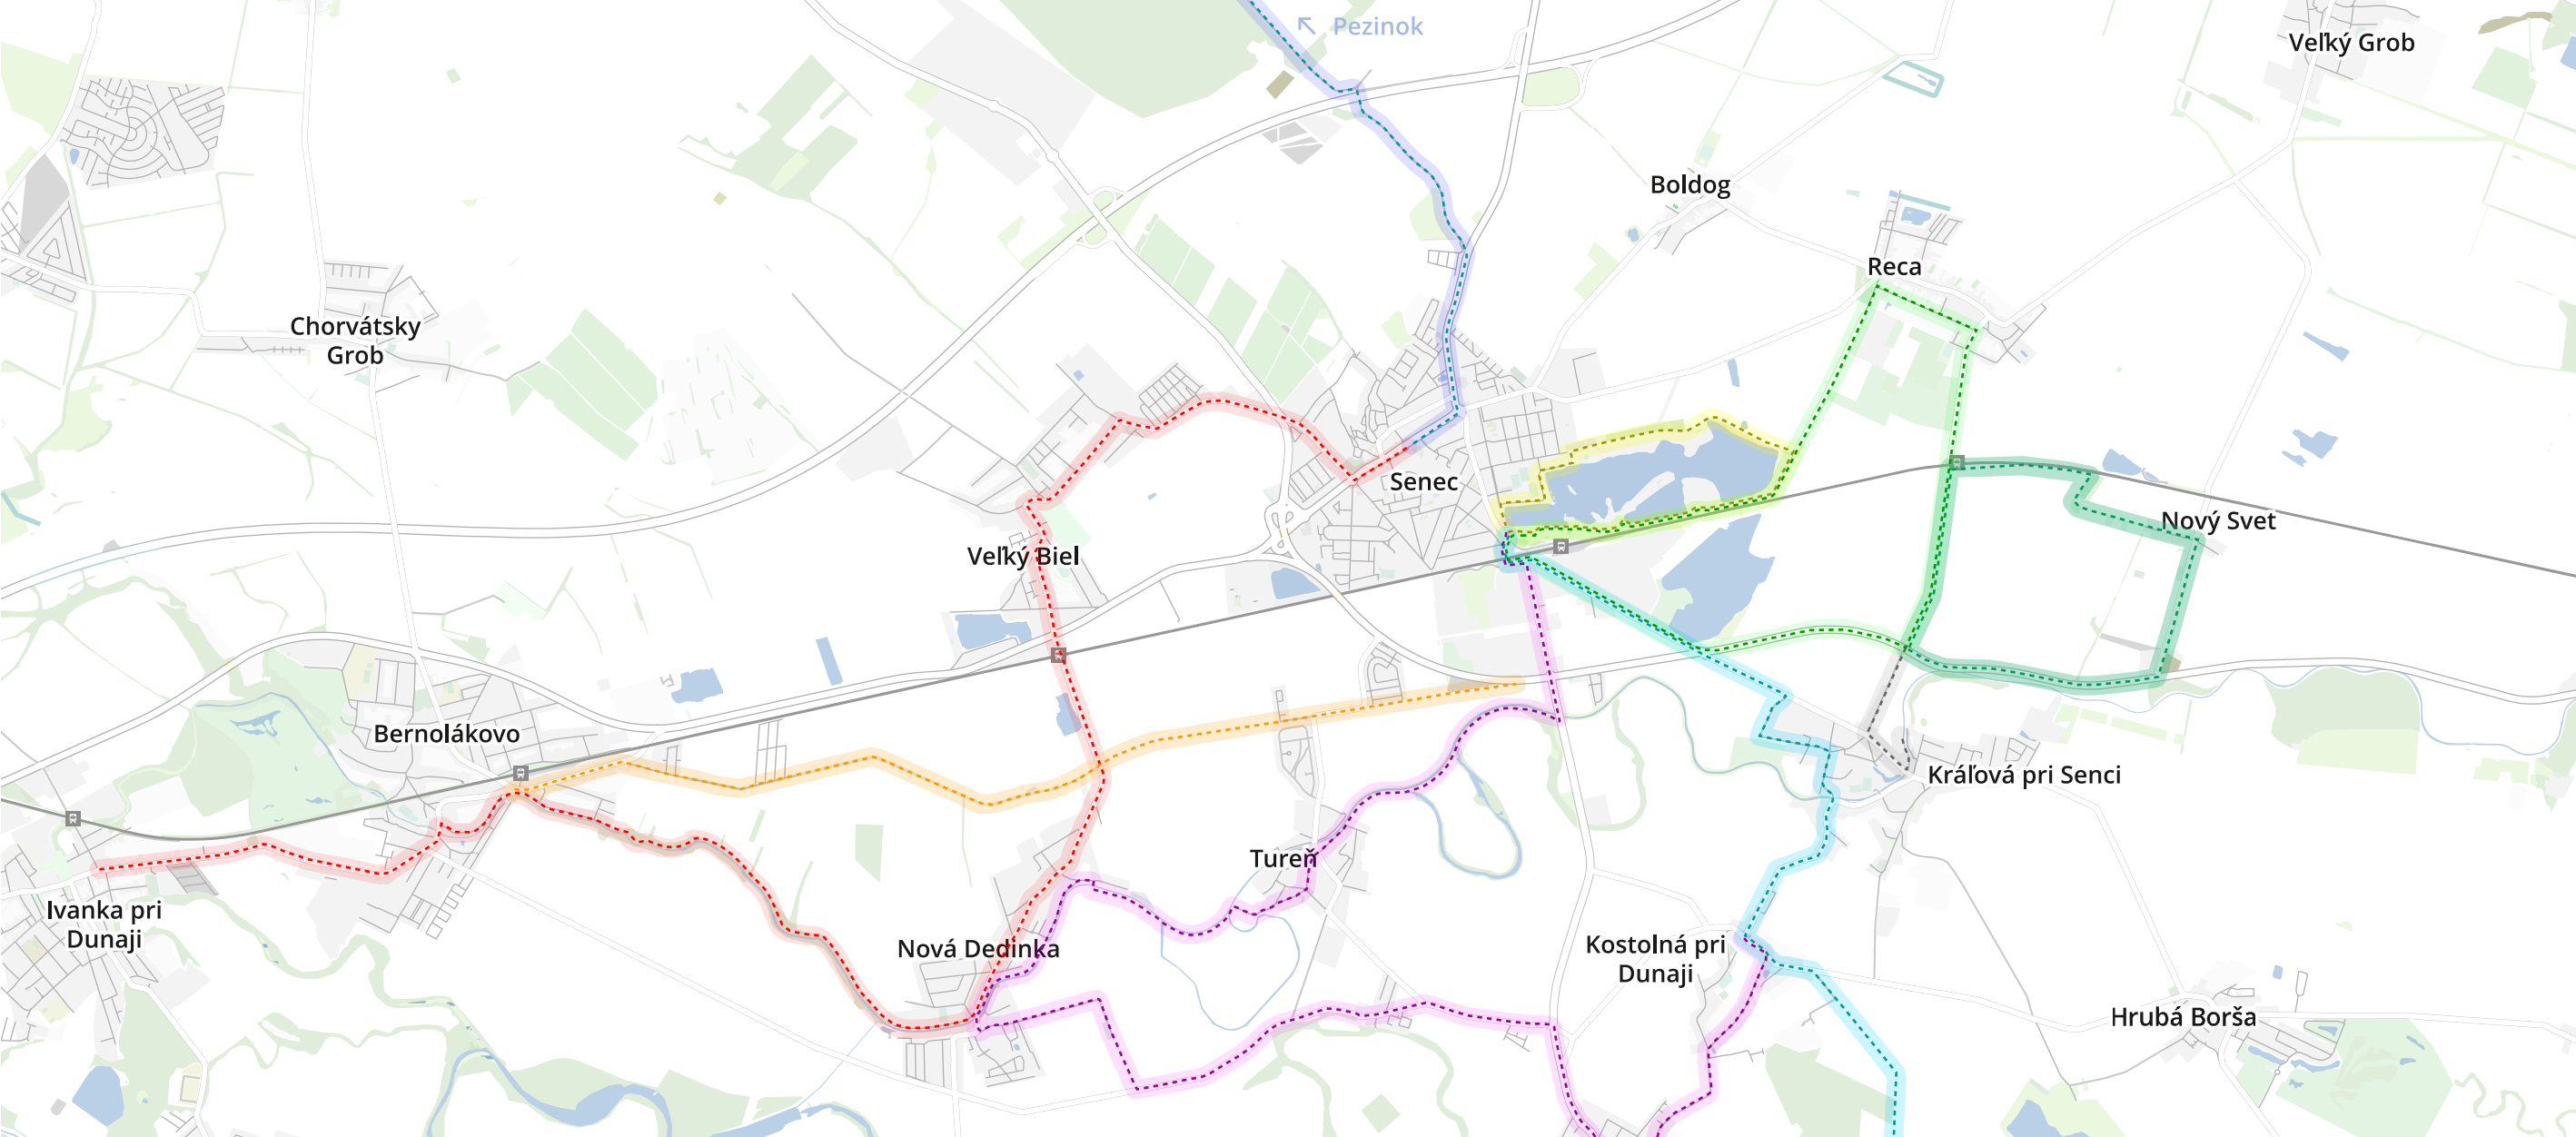 Pezinok
Veľký Grob
Boldog
Reca
Chorvátsky
Grob
Senec
Nový Svet
Veľký Biel
Bernolákovo
Kráľová pri Senci
Tureň
Ivanka pri
Dunaji
Nová Dedinka
Kostolná pri
Dunaji
Hrubá Borša